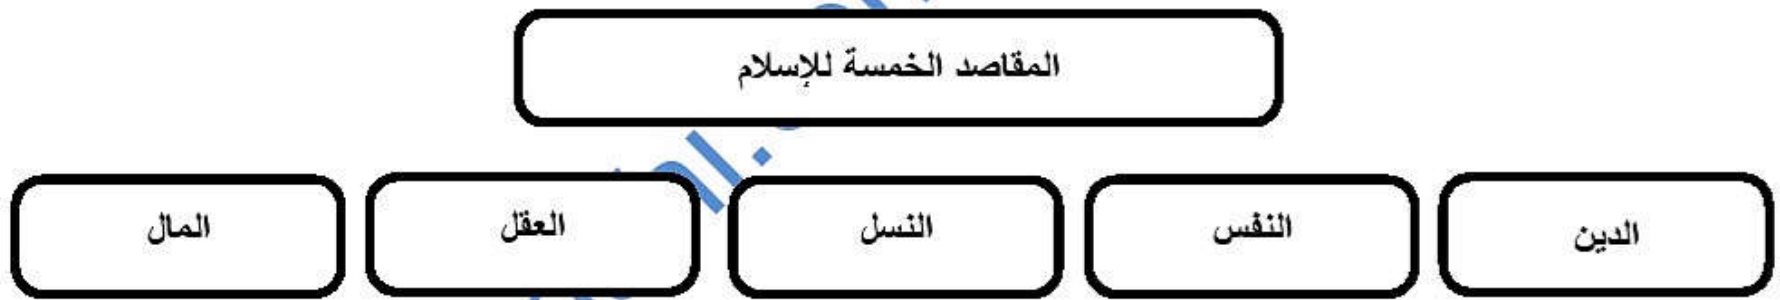 المقاصد الخمسة للإسلام
الدين
النفس
النسل
العقل
المال